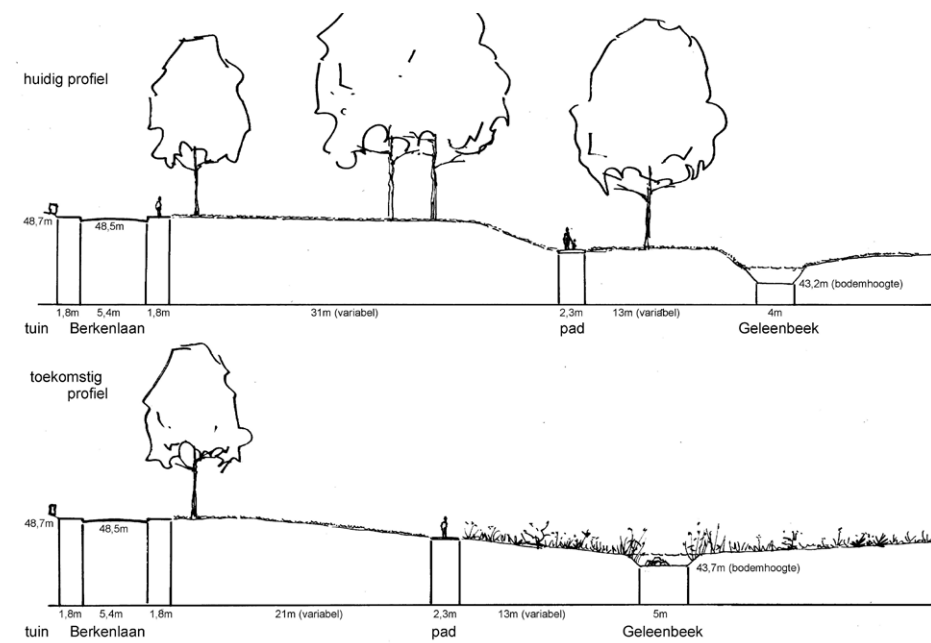 huidig profiel
48,7m
48,5m
43,2m (bodemhoogte)
1,8m 5,4m 1,8m 31m (variabel) 2,3m 13m (variabel) 4m
tuin Berkenlaan pad Geleenbeek
toekomstig
profiel
48,7m
48,5m
43,7m (bodemhoogte)
1,8m 5,4m 1,8m 21m (variabel) 2,3m 13m (variabel) 5m
tuin Berkenlaan pad Geleenbeek